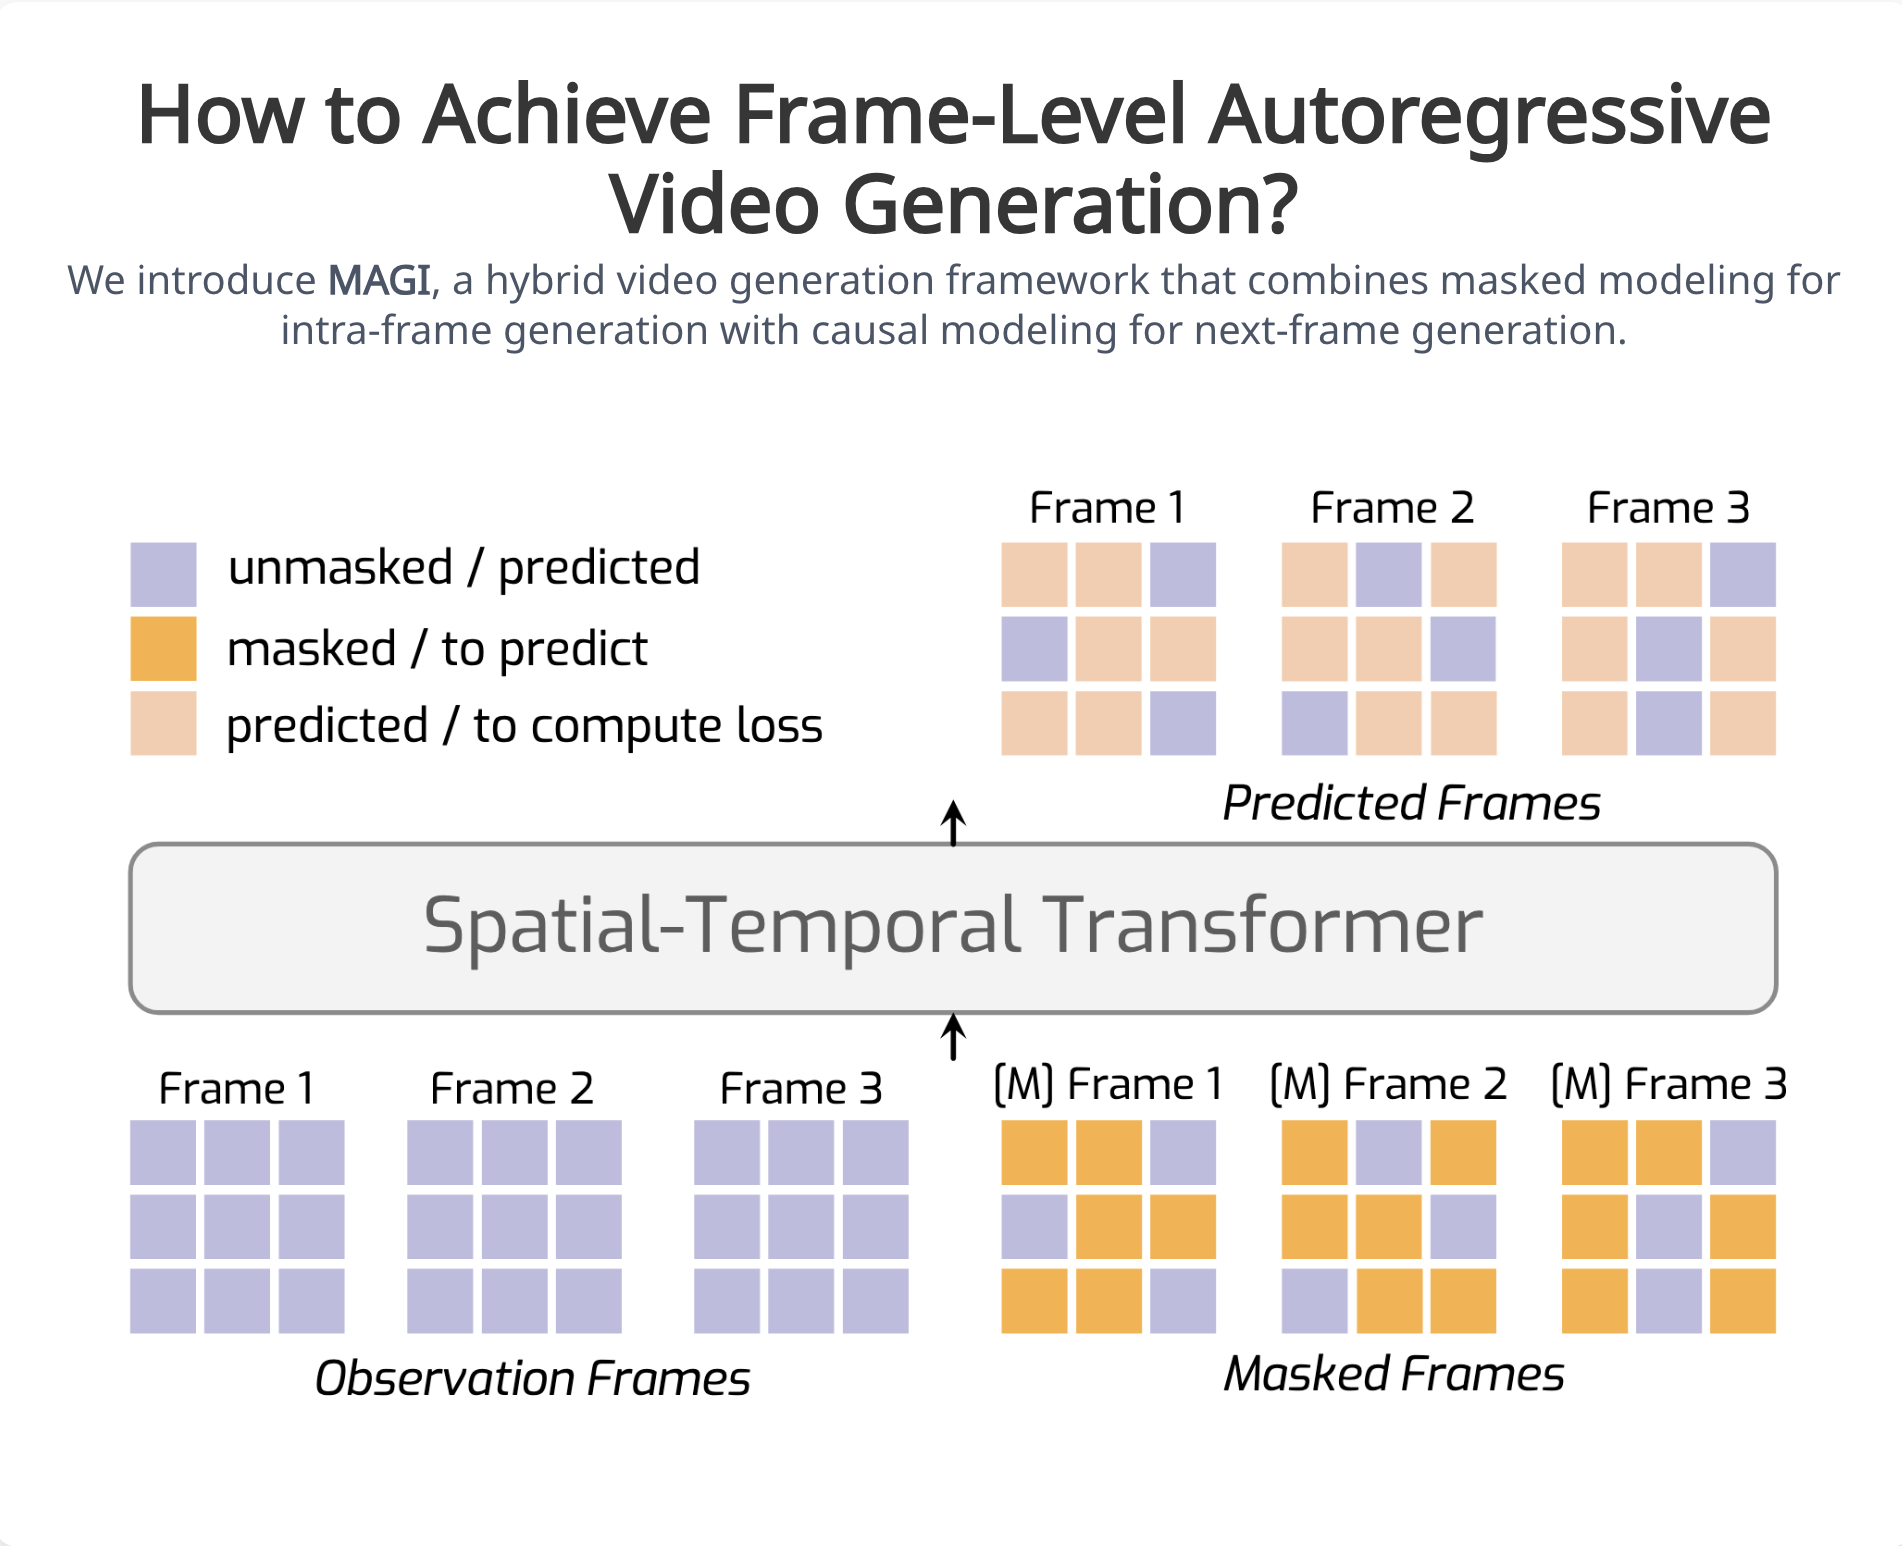 How to Achieve Frame-Level Autoregressive
Video Generation?
We introduce MAGI, a hybrid video generation framework that combines masked modeling for
intra-frame generation with causal modeling for next-frame generation.
Frame 1 Frame 2 Frame 3
unmasked / predicted
masked / to predict
predicted / to compute loss
Predicted Frames
Spatial-Temporal Transformer
Frame 1 Frame 2 Frame 3 [M] Frame 1 [M] Frame 2 [M] Frame 3
Observation Frames Masked Frames